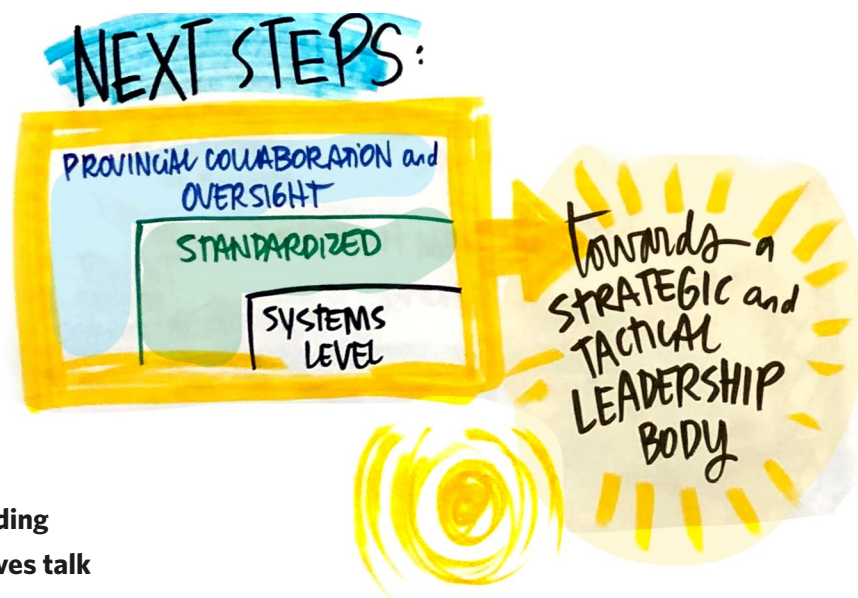 NEXT STEPS:
PROVINCIAL COLLABORATION and
OVERSIGHT
STANDARDIZED
SYSTEMS
LEVEL
towards a
STRATEGIC and
TACTICAL
LEADERSHIP
BODY
ding
ves talk